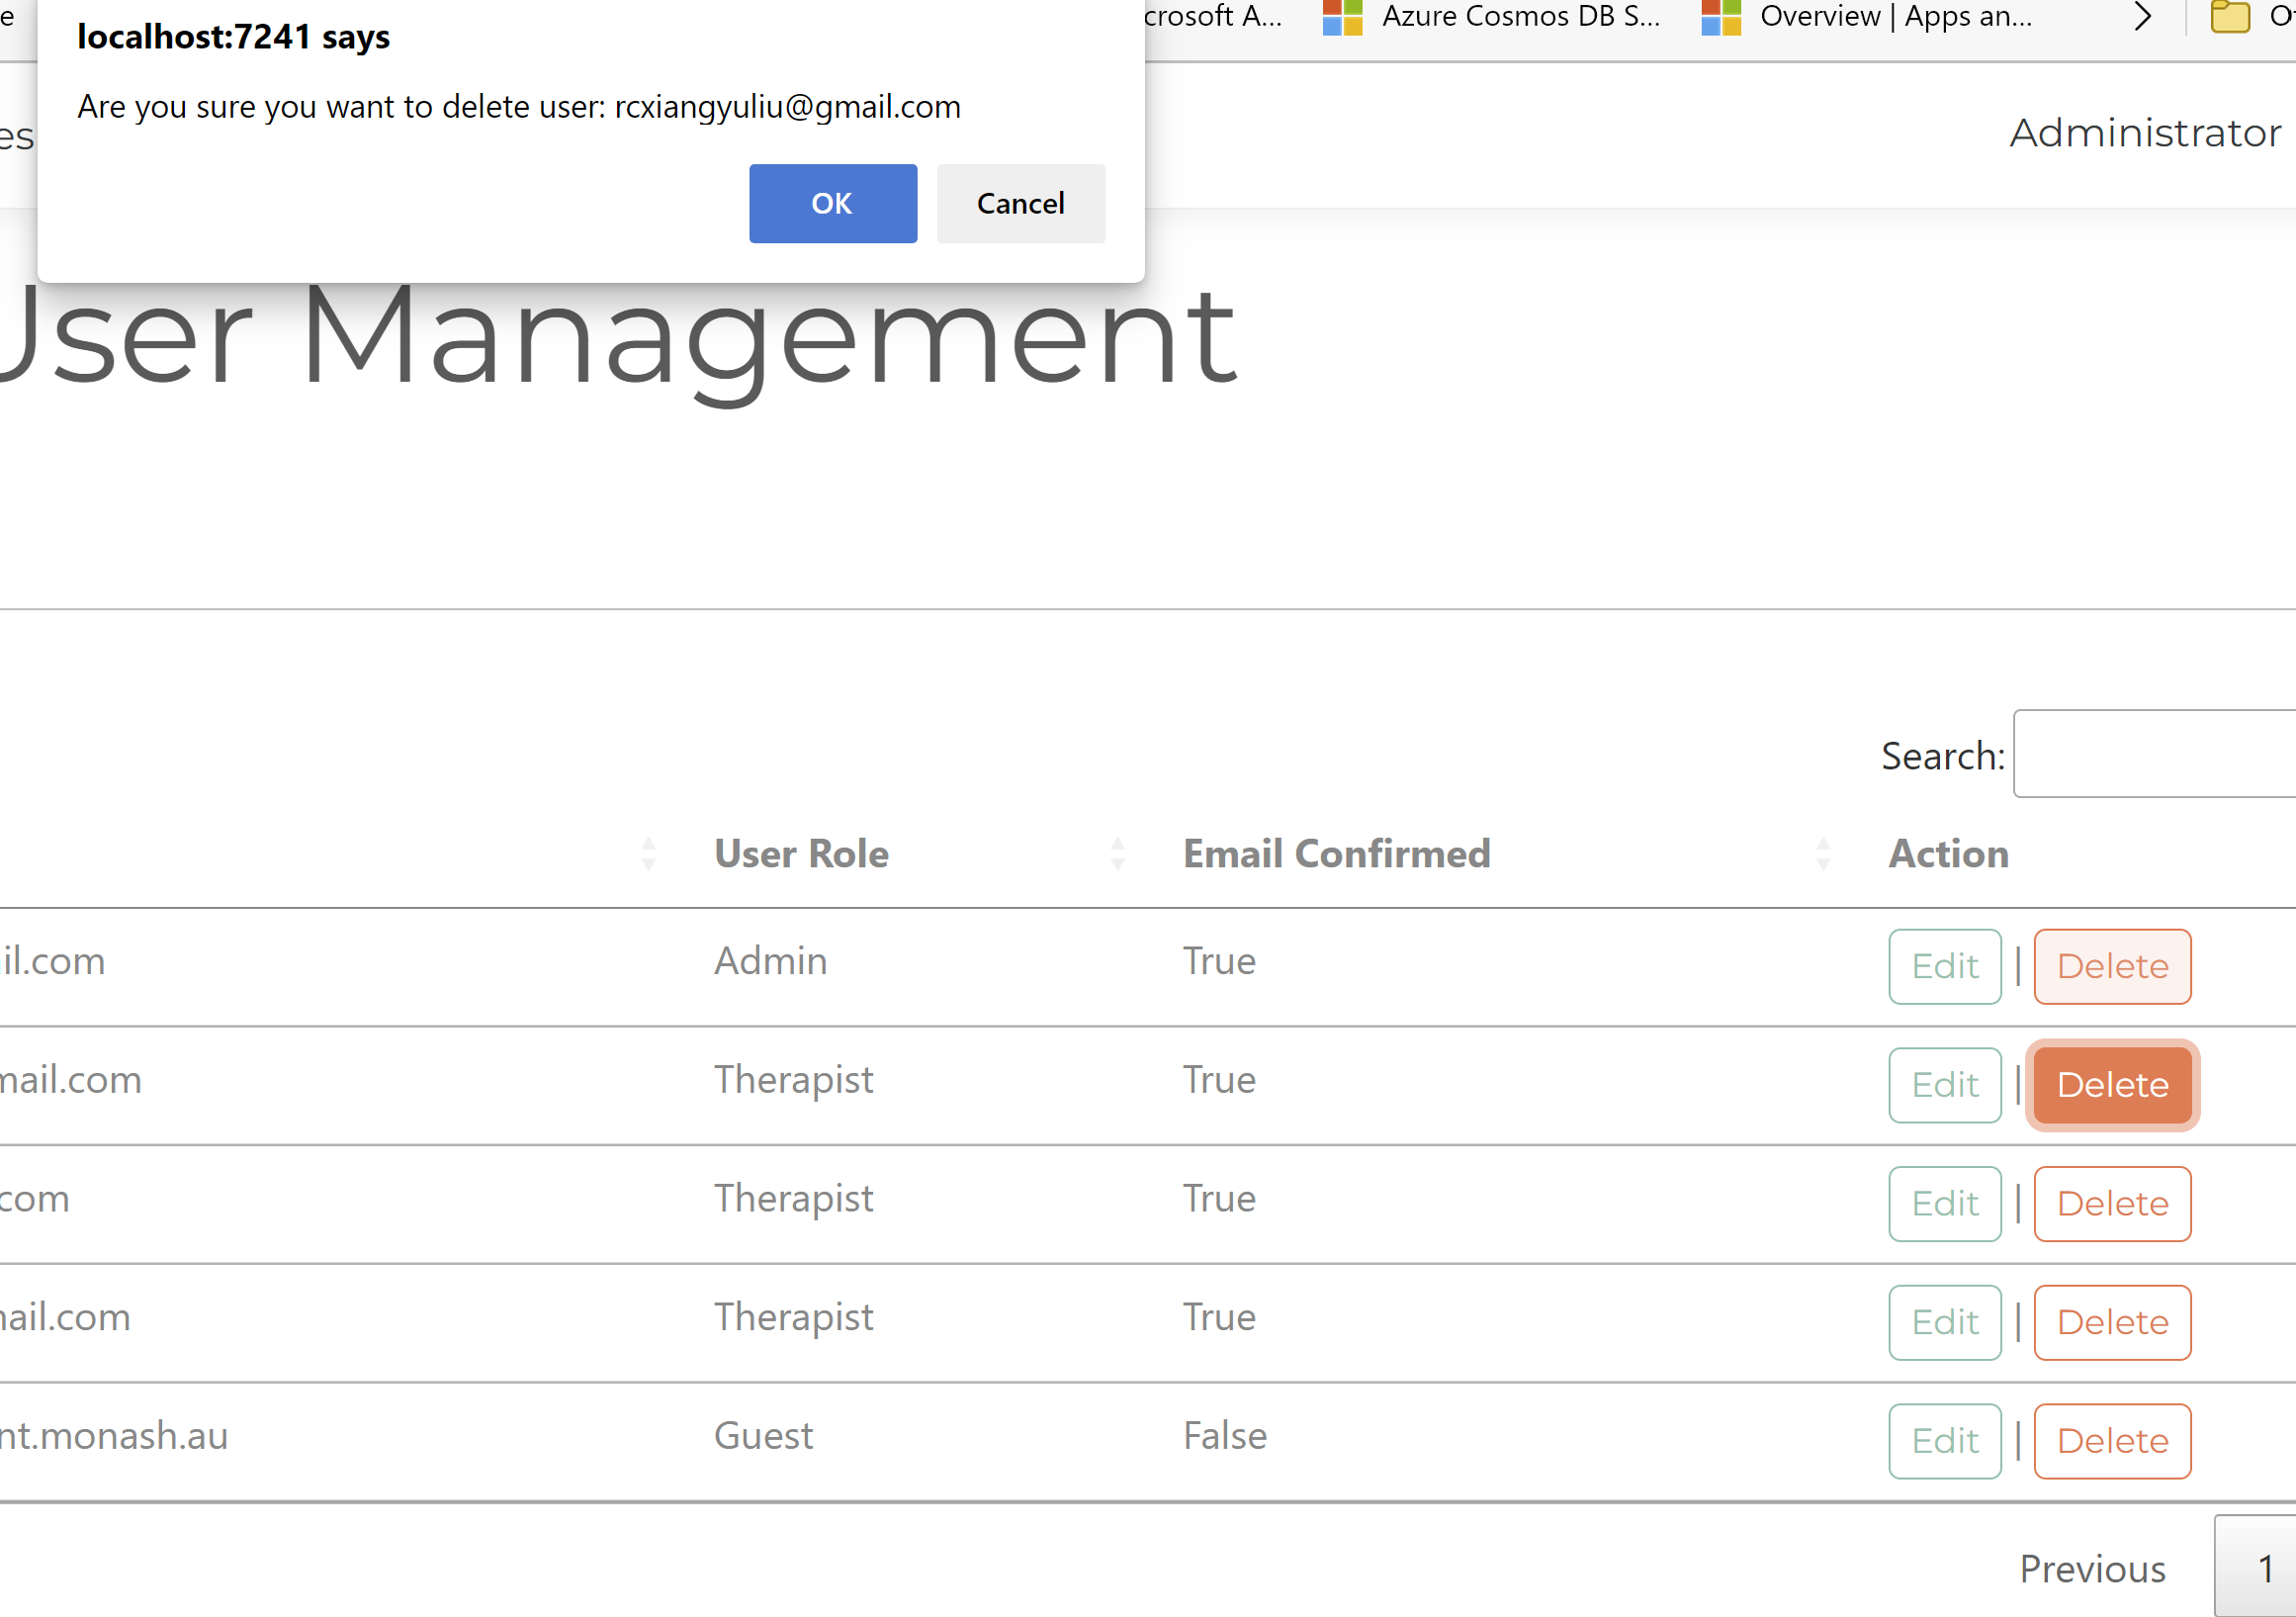 e
crosoft A... Azure Cosmos DB S... Overview | Apps an...
localhost:7241 says
Are you sure you want to delete user: rcxiangyuliu@gmail.com
es
Administrator
OK Cancel
User Management
Search:
User Role Email Confirmed Action
il.com Admin True Edit | Delete
mail.com Therapist True Edit | Delete
.com Therapist True Edit | Delete
mail.com Therapist True Edit | Delete
nt.monash.au Guest False Edit | Delete
Previous 1